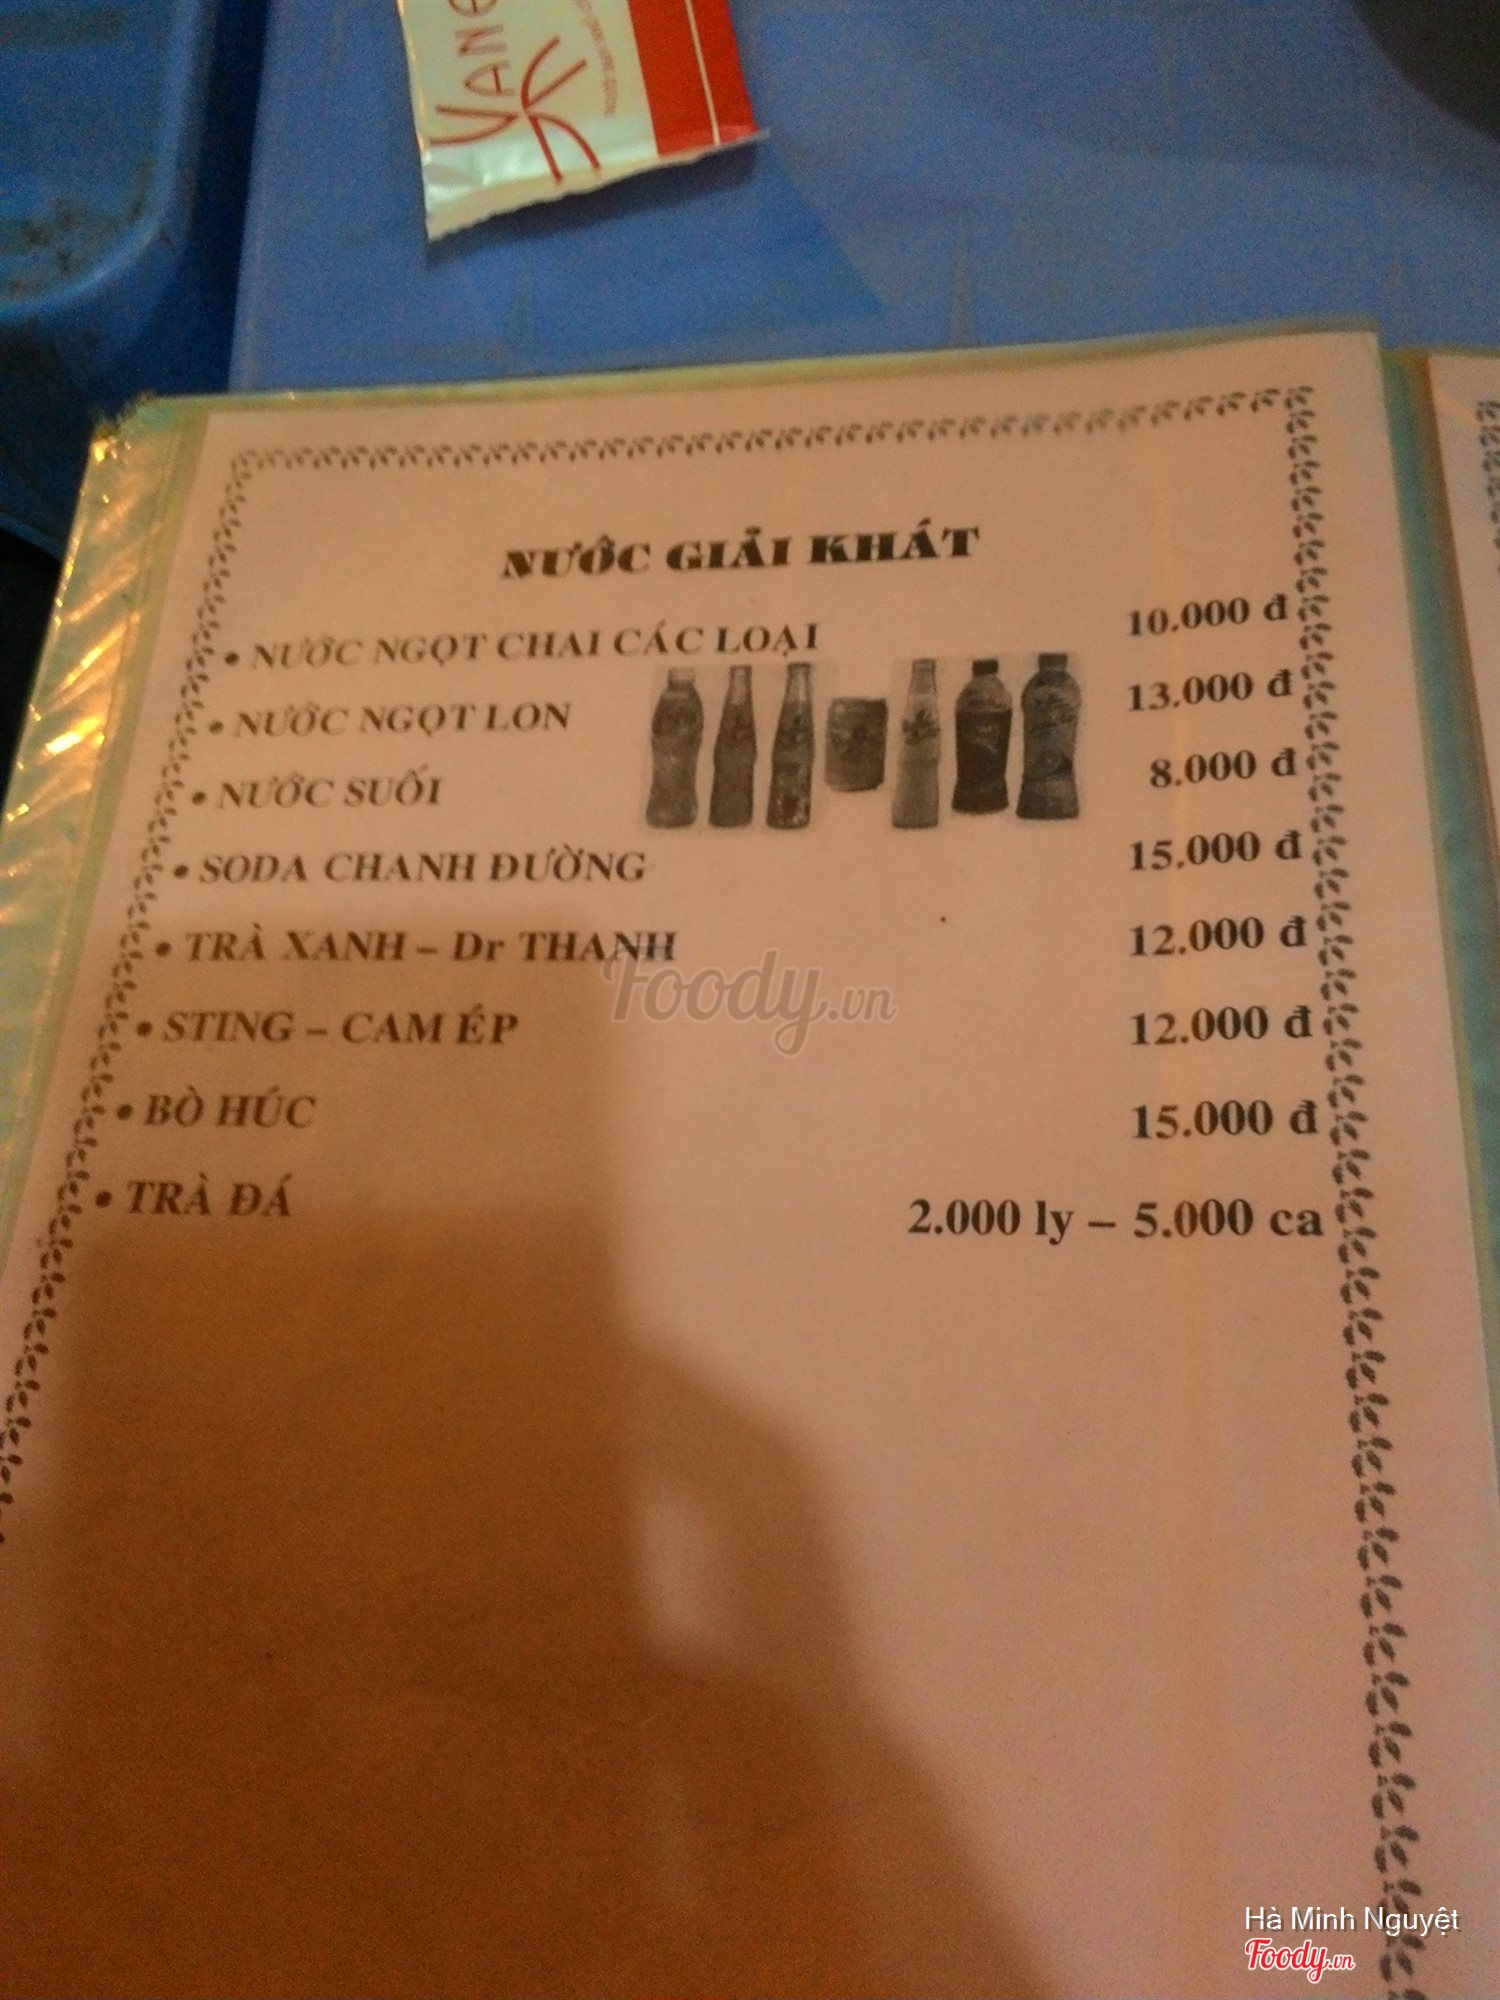 NƯỚC GIẢI KHÁT
• NƯỚC NGỌT CHAI CÁC LOẠI 10.000 đ
• NƯỚC NGỌT LON 13.000 đ
• NƯỚC SUỐI 8.000 đ
• SODA CHANH ĐƯỜNG 15.000 đ
• TRÀ XANH – Dr THANH 12.000 đ
• STING – CAM ÉP 12.000 đ
• BÒ HÚC 15.000 đ
• TRÀ ĐÁ 2.000 ly – 5.000 ca
Foody.vn
Hà Minh Nguyệt
Foody.vn